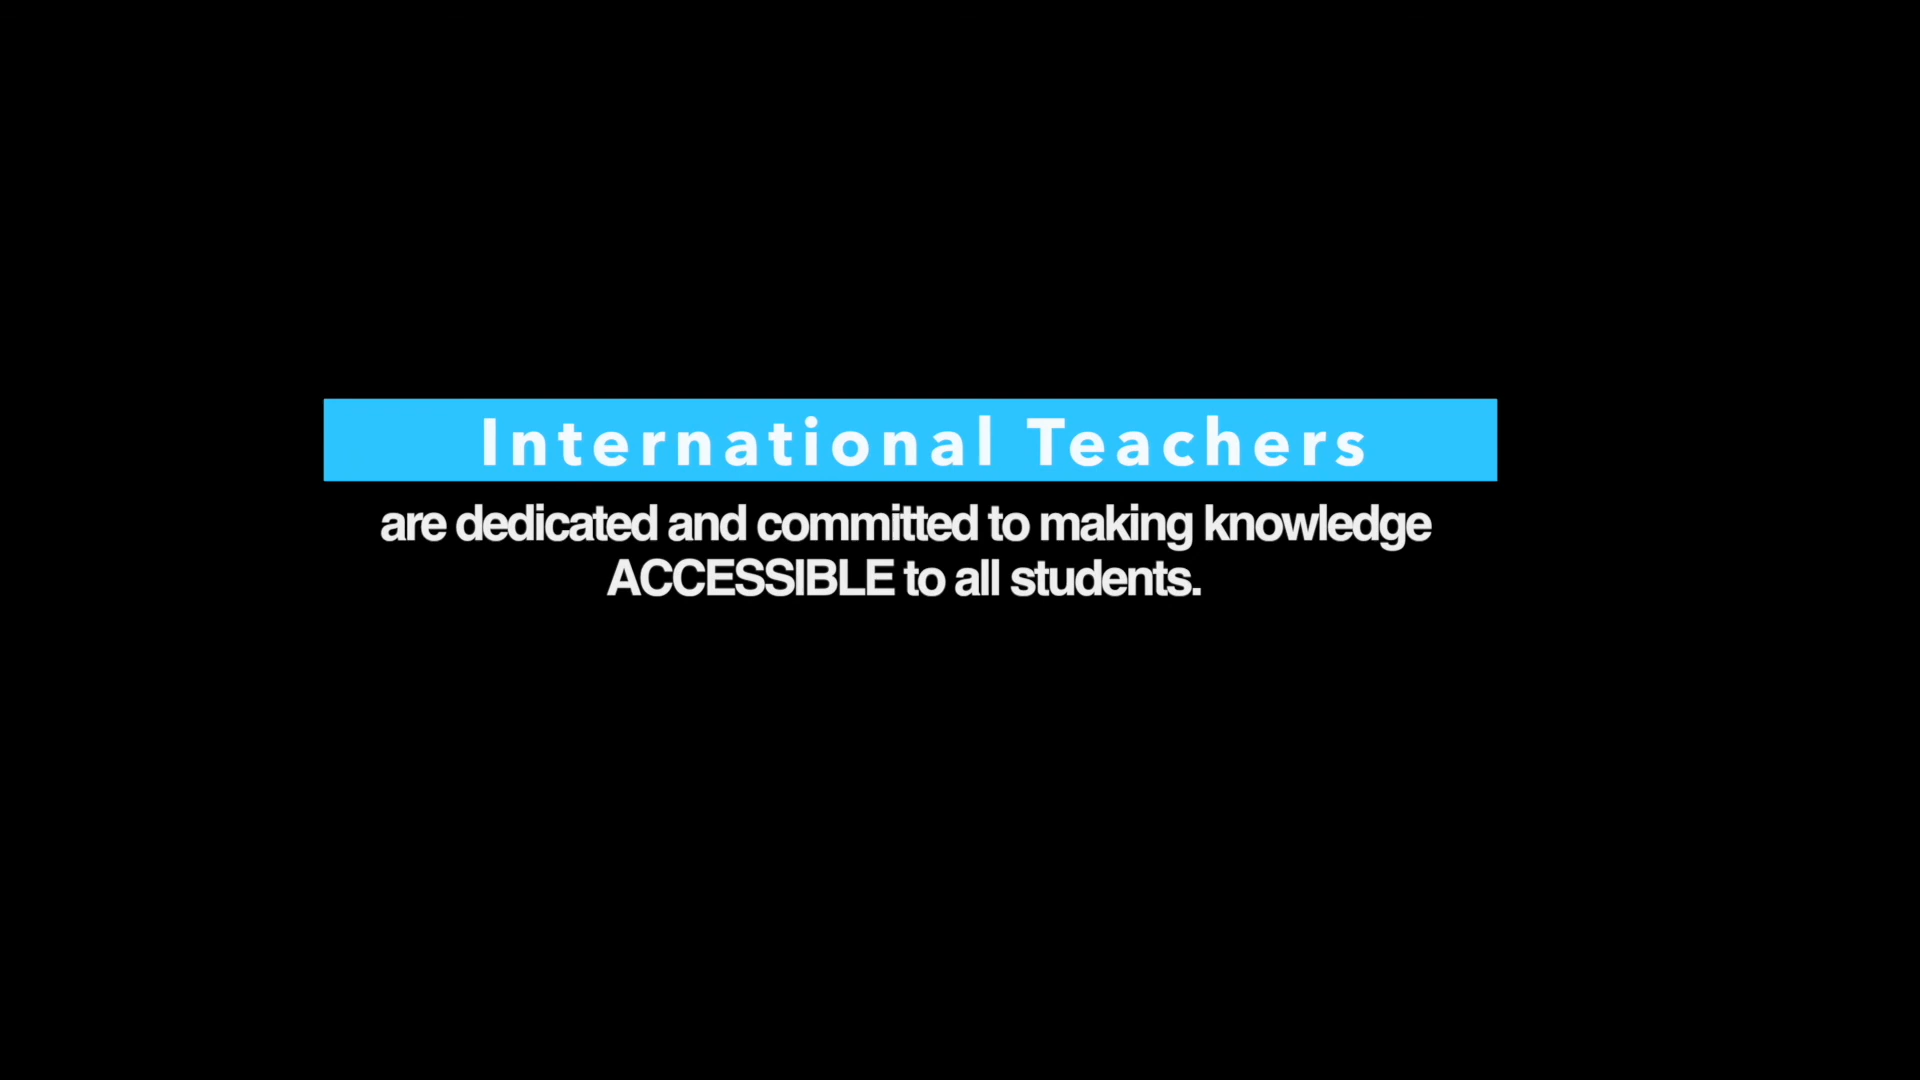 International Teachers
are dedicated and committed to making knowledge
ACCESSIBLE to all students.